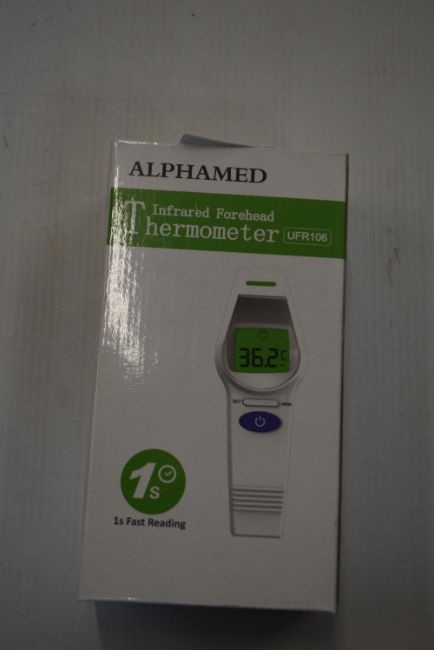 ALPHAMED
Infrared Forehead
Thermometer UFR106
36.2°C
SET MEM
1s
1s Fast Reading